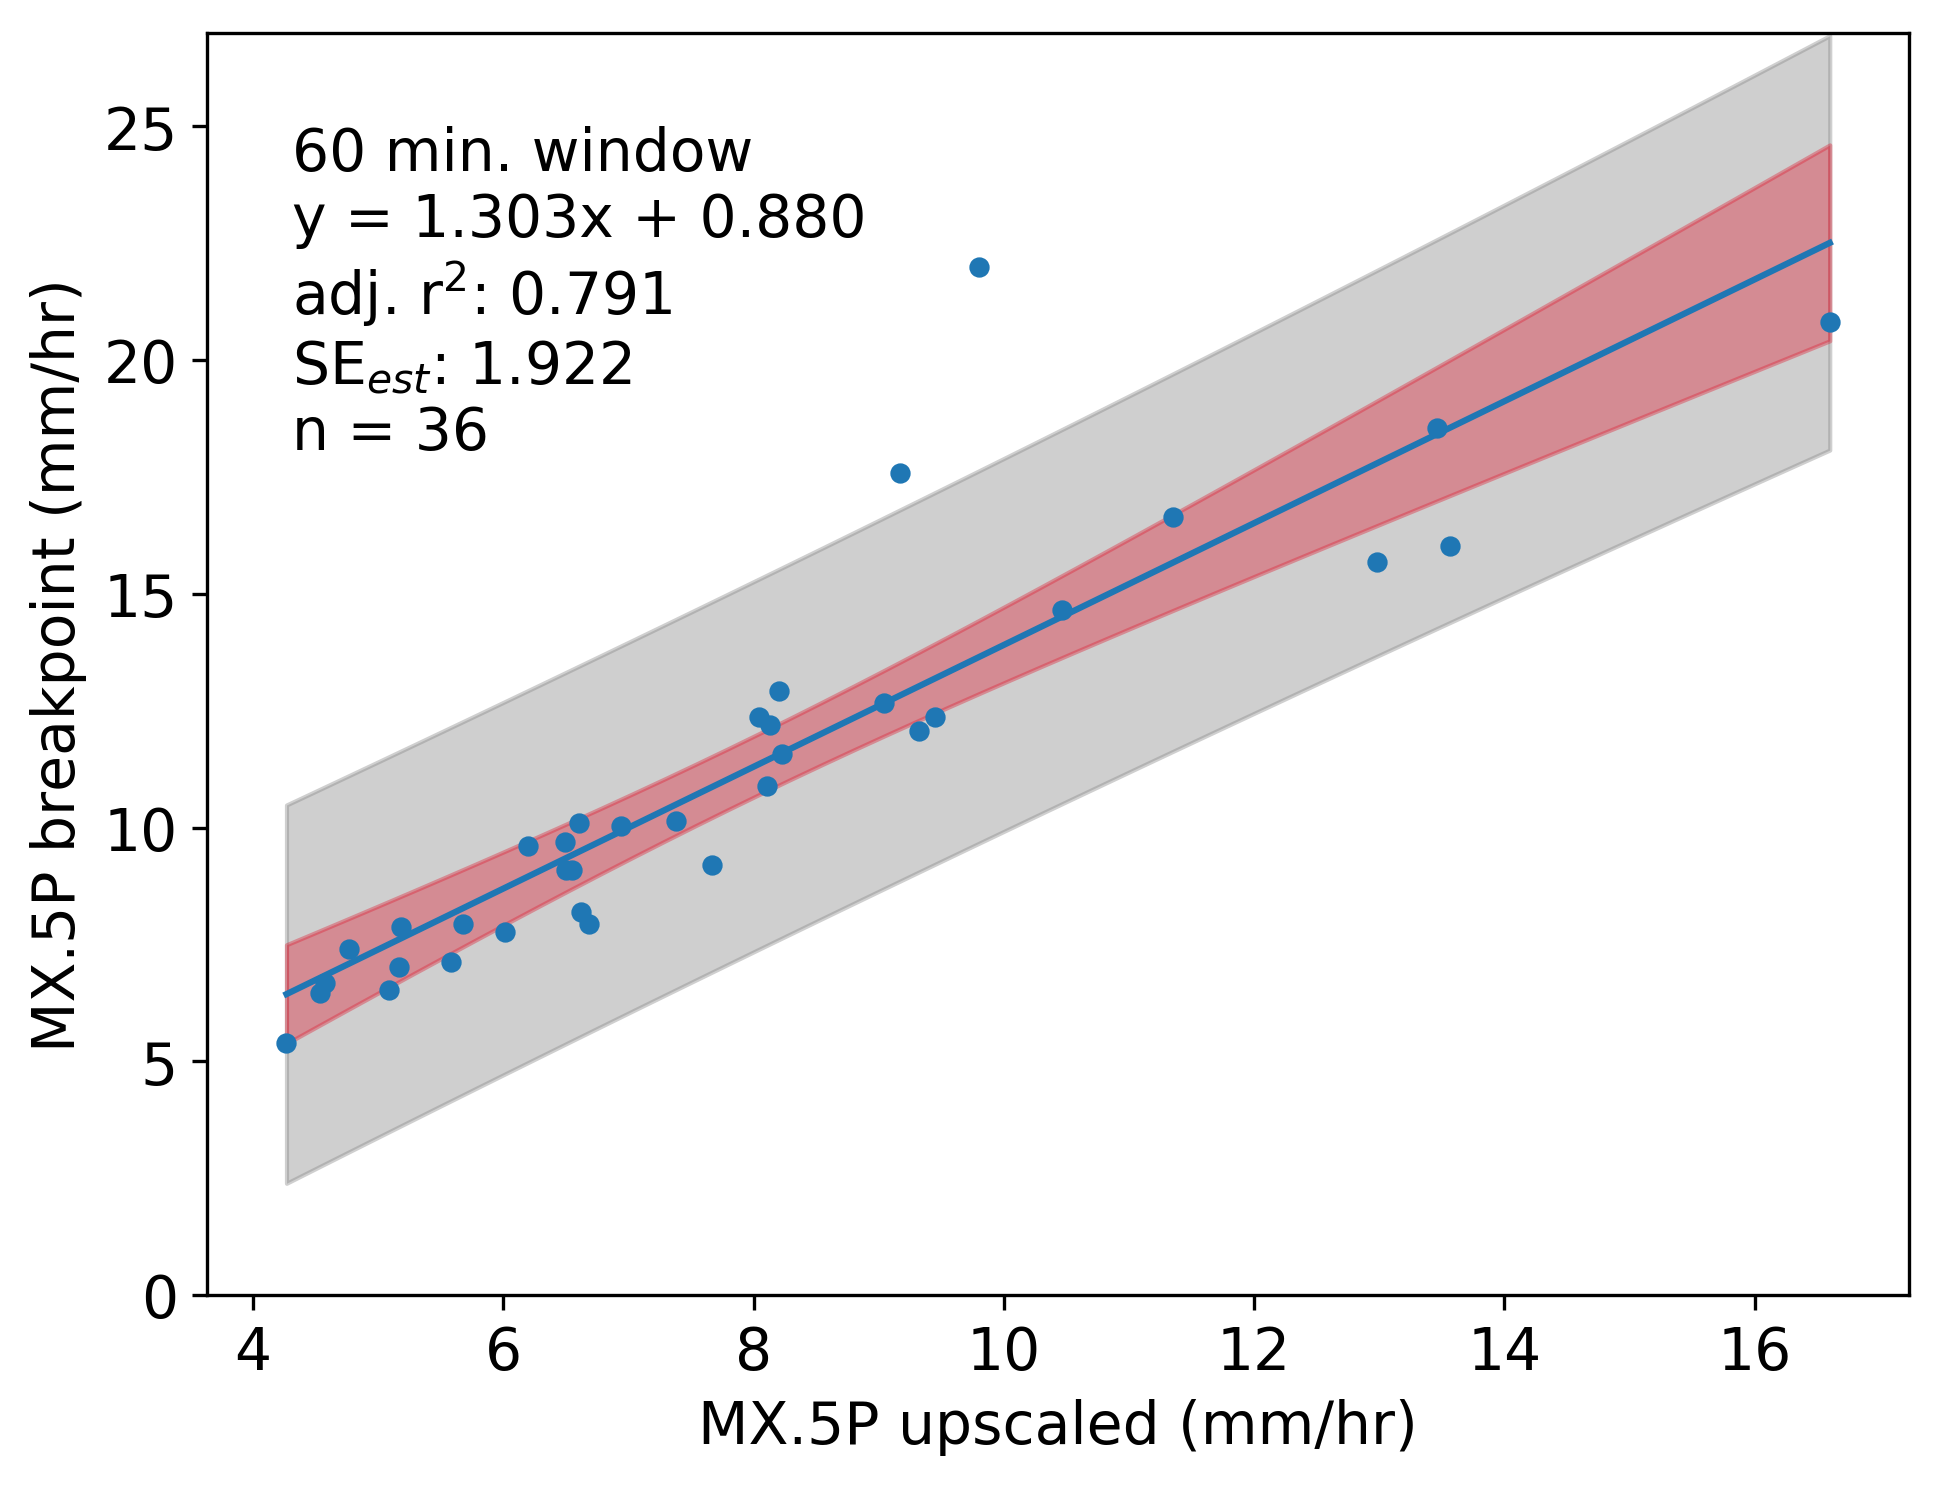 60 min. window
y = 1.303x + 0.880
adj. r²: 0.791
SEest: 1.922
n = 36
MX.5P breakpoint (mm/hr)
25
20
15
10
5
0
4 6 8 10 12 14 16
MX.5P upscaled (mm/hr)